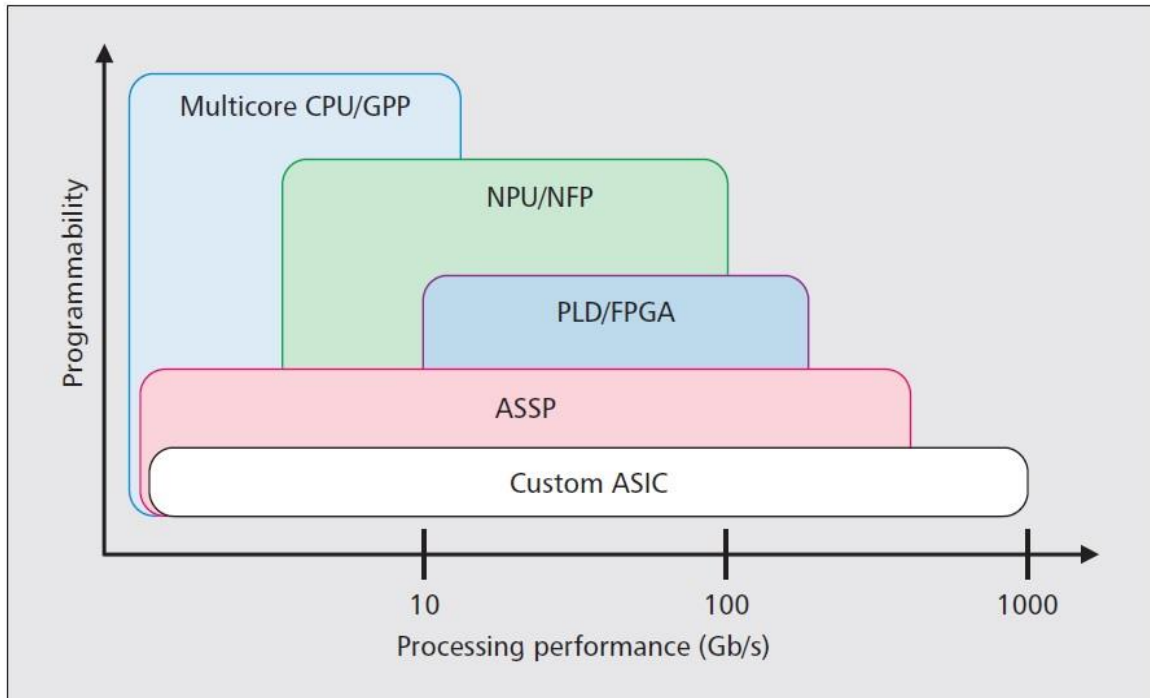 Programmability
Multicore CPU/GPP
NPU/NFP
PLD/FPGA
ASSP
Custom ASIC
10
100
1000
Processing performance (Gb/s)